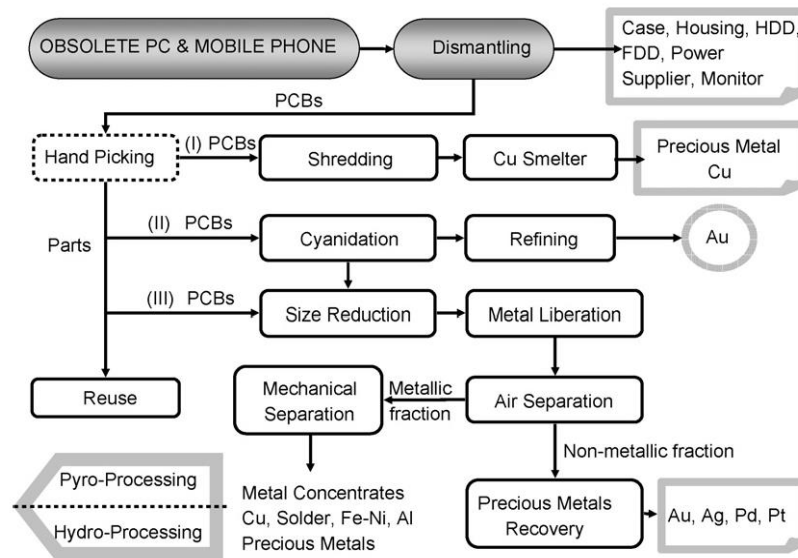 OBSOLETE PC & MOBILE PHONE
Dismantling
Case, Housing, HDD,
FDD, Power
Supplier, Monitor
PCBs
Hand Picking
(I) PCBs
Shredding
Cu Smelter
Precious Metal
Cu
Parts
(II) PCBs
Cyanidation
Refining
Au
(III) PCBs
Size Reduction
Metal Liberation
Reuse
Mechanical
Separation
Metallic
fraction
Air Separation
Non-metallic fraction
Pyro-Processing
Hydro-Processing
Metal Concentrates
Cu, Solder, Fe-Ni, Al
Precious Metals
Precious Metals
Recovery
Au, Ag, Pd, Pt